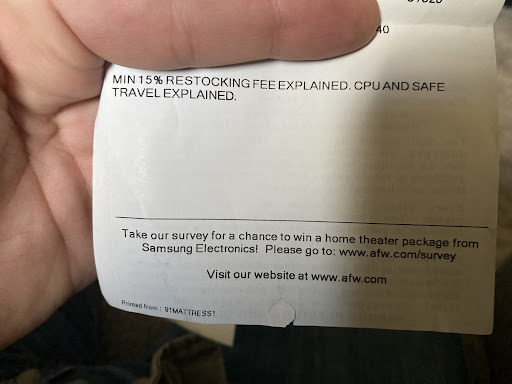 40
MIN 15% RESTOCKING FEE EXPLAINED. CPU AND SAFE
TRAVEL EXPLAINED.
Take our survey for a chance to win a home theater package from
Samsung Electronics! Please go to: www.afw.com/survey
Visit our website at www.afw.com
Printed from : 91MATTRESS1